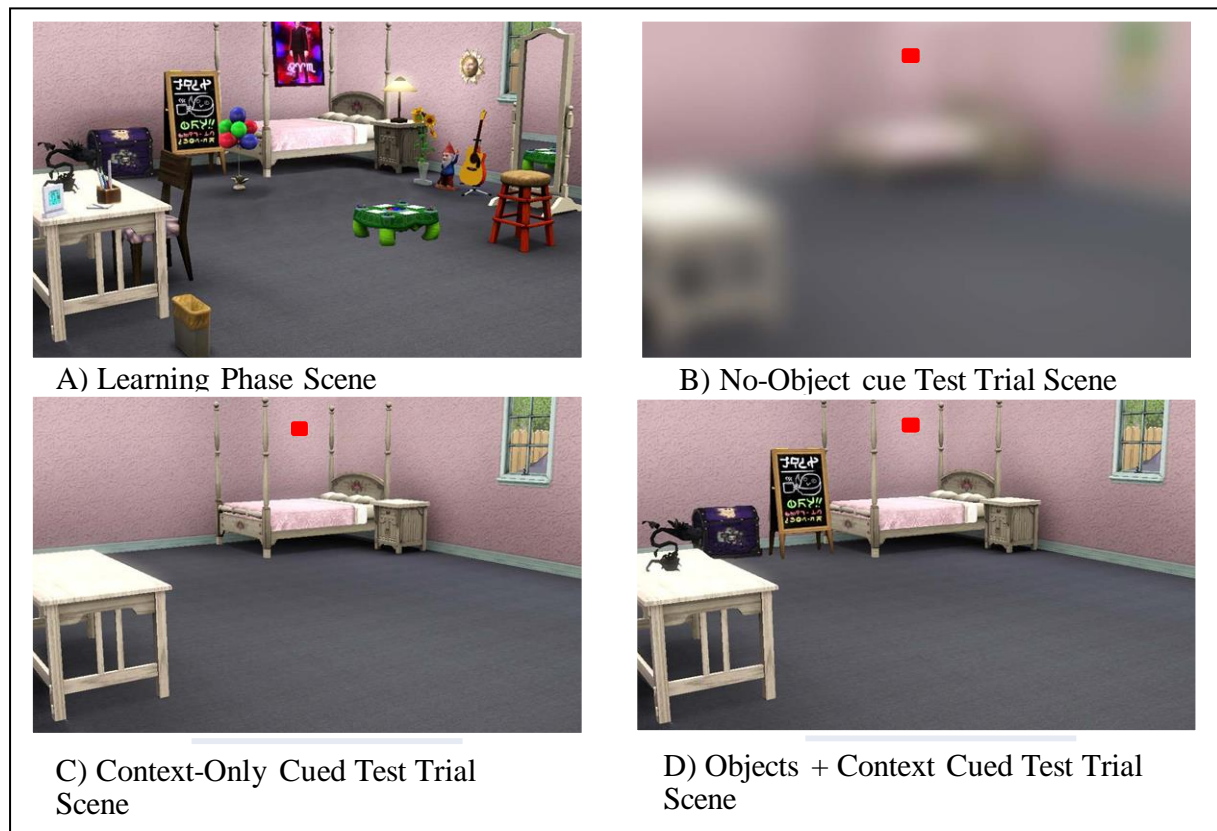 A) Learning Phase Scene
B) No-Object cue Test Trial Scene
C) Context-Only Cued Test Trial
Scene
D) Objects + Context Cued Test Trial
Scene